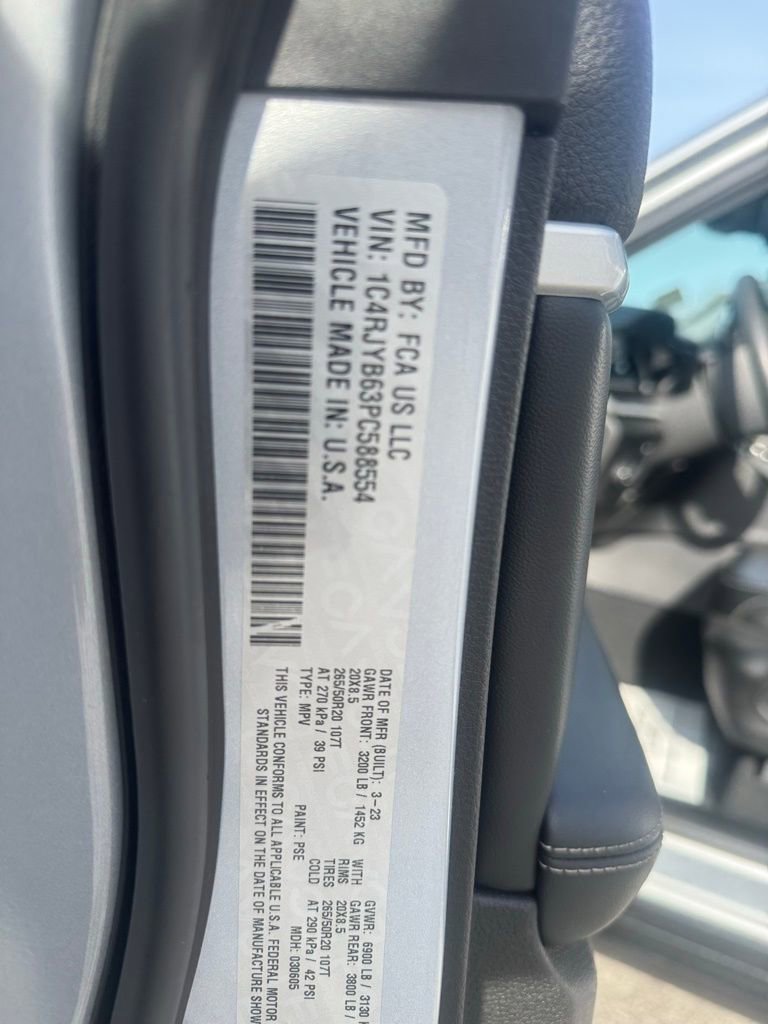 MFD BY: FCA US LLC
VIN: 1C4RJYB63PC588554
VEHICLE MADE IN: U.S.A.
DATE OF MFR (BUILT): 3-23 GVWR: 6900 LB / 3130
GAWR FRONT: 3200 LB / 1452 KG WITH GAWR REAR: 3800 LB /
20X8.5 RIMS 20X8.5
265/50R20 107T TIRES 265/50R20 107T
AT 270 kPa / 39 PSI COLD AT 290 kPa / 42 PSI
TYPE: MPV PAINT: PSE MDH: 030605
THIS VEHICLE CONFORMS TO ALL APPLICABLE U.S.A. FEDERAL MOTOR
STANDARDS IN EFFECT ON THE DATE OF MANUFACTURE SHOW